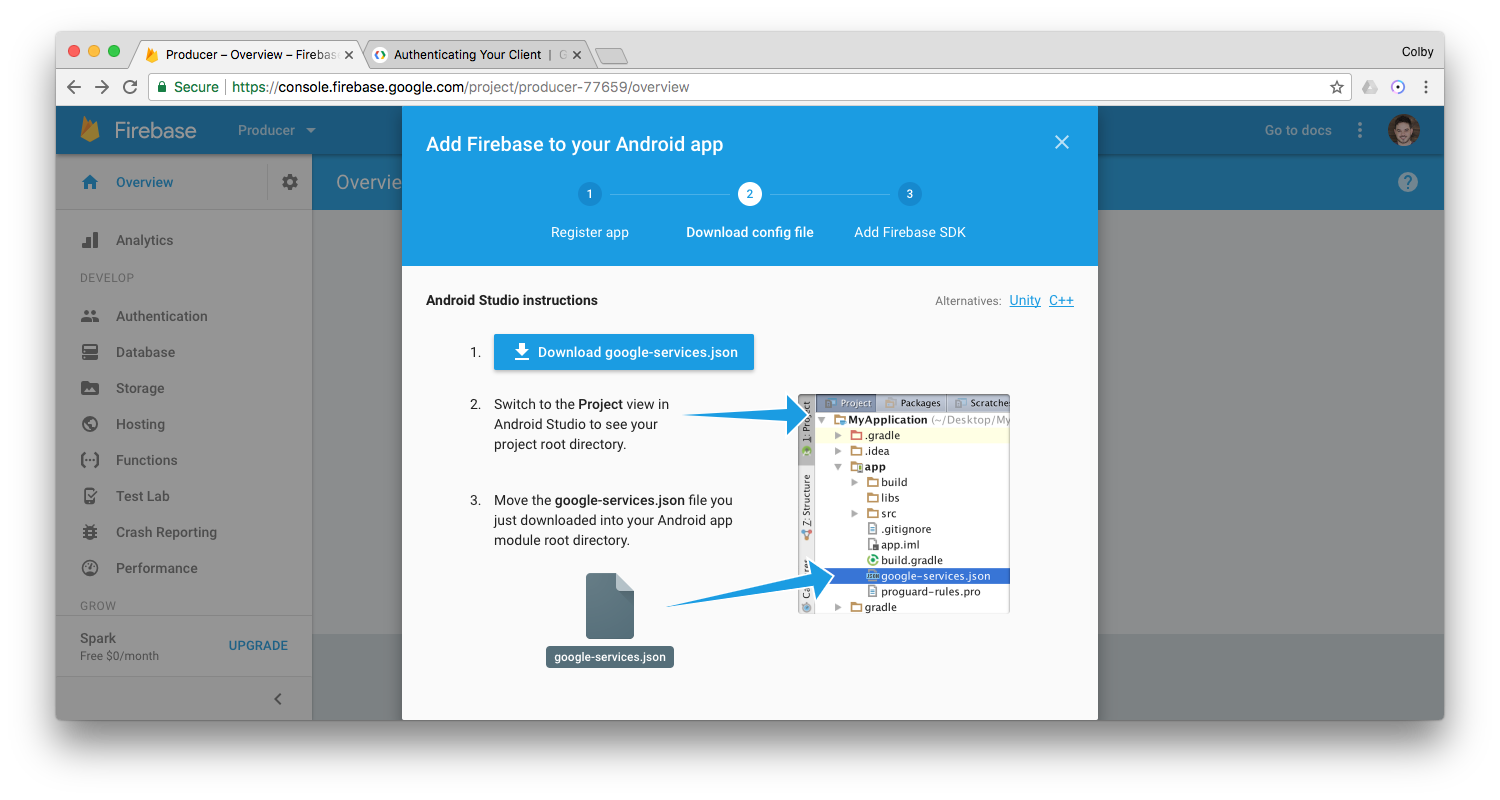 Producer – Overview – Firebas
Authenticating Your Client | G
Colby
Secure
https://console.firebase.google.com/project/producer-77659/overview
Firebase
Producer
Go to docs
Overview
Overvie
Analytics
DEVELOP
Authentication
Database
Storage
Hosting
Functions
Test Lab
Crash Reporting
Performance
GROW
Spark
Free $0/month
UPGRADE
Add Firebase to your Android app
1
2
3
Register app
Download config file
Add Firebase SDK
Android Studio instructions
Alternatives: Unity C++
1. Download google-services.json
2. Switch to the Project view in
Android Studio to see your
project root directory.
3. Move the google-services.json file you
just downloaded into your Android app
module root directory.
google-services.json
Project
Packages
Scratche
1: Project
Z: Structure
MyApplication (~/Desktop/My
.gradle
.idea
app
build
libs
src
.gitignore
app.iml
build.gradle
google-services.json
proguard-rules.pro
gradle